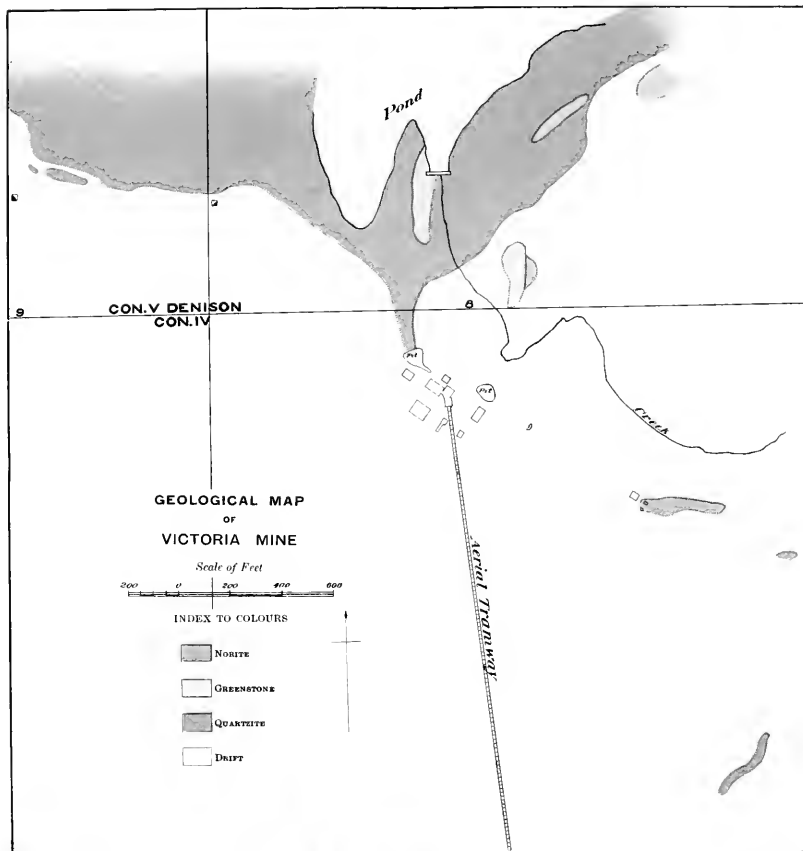 Pond
9
CON. V DENISON
CON. IV
8
Pit
Pit
Creek
GEOLOGICAL MAP
OF
VICTORIA MINE
Scale of Feet
200 0 200 400 600
INDEX TO COLOURS
NORITE
GREENSTONE
QUARTZITE
DRIFT
Aerial Tramway